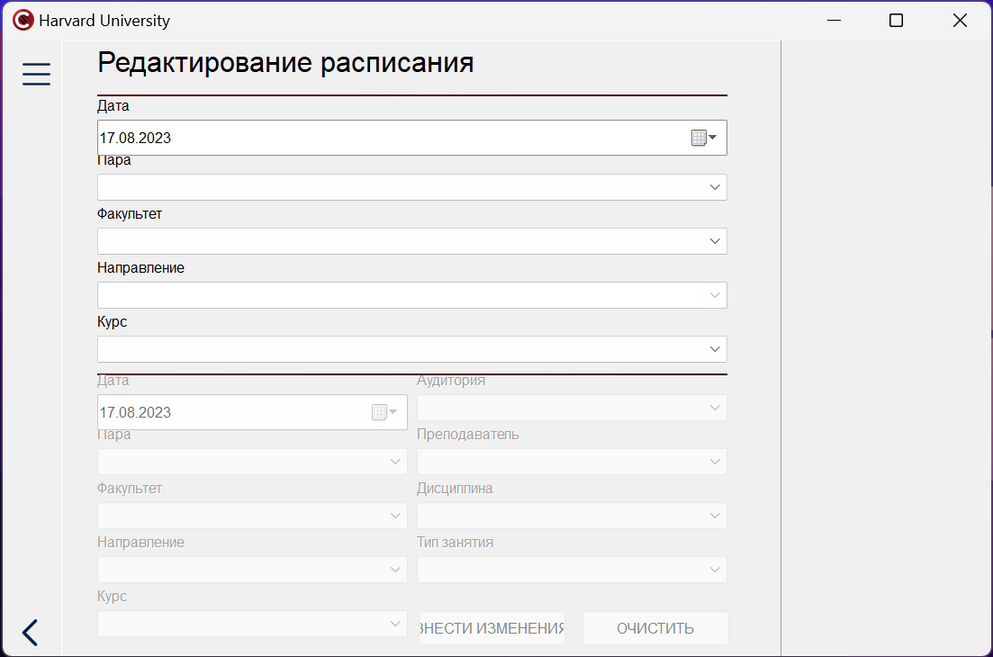 Harvard University
Редактирование расписания
Дата
17.08.2023
Пара
Факультет
Направление
Курс
Дата
Аудитория
17.08.2023
Пара
Преподаватель
Факультет
Дисциплина
Направление
Тип занятия
Курс
ВНЕСТИ ИЗМЕНЕНИЯ
ОЧИСТИТЬ